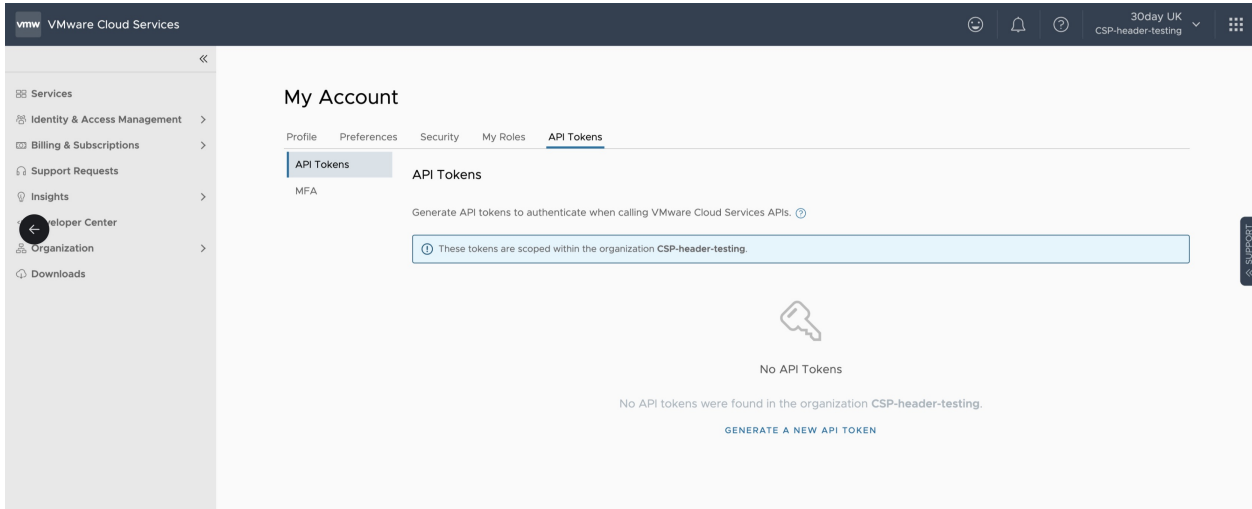 vmw VMware Cloud Services
30day UK
CSP-header-testing
Services
Identity & Access Management
Billing & Subscriptions
Support Requests
Insights
eloper Center
Organization
Downloads
My Account
Profile Preferences Security My Roles API Tokens
API Tokens
MFA
API Tokens
Generate API tokens to authenticate when calling VMware Cloud Services APIs.
These tokens are scoped within the organization CSP-header-testing.
No API Tokens
No API tokens were found in the organization CSP-header-testing.
GENERATE A NEW API TOKEN
SUPPORT